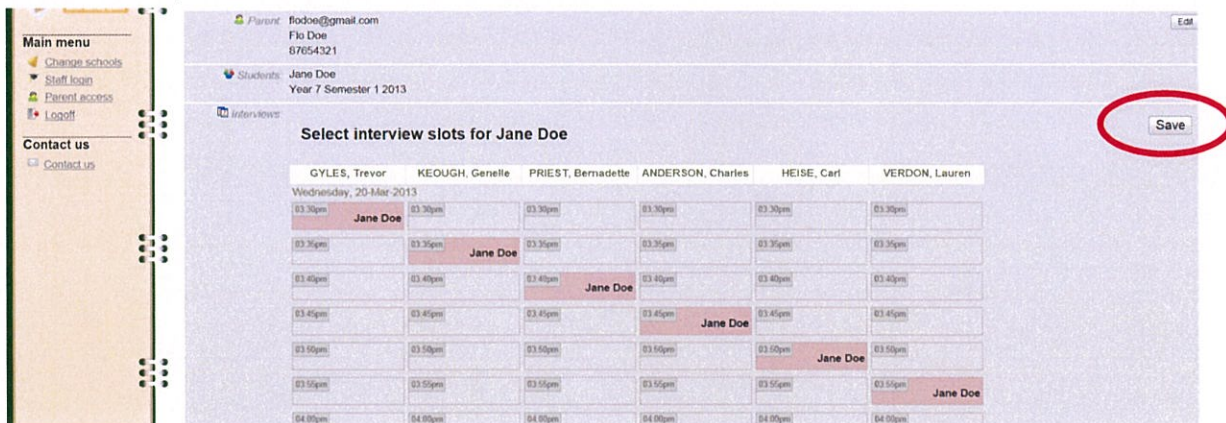 Main menu
Change schools
Staff login
Parent access
Logoff
Contact us
Contact us
Parent: flodoe@gmail.com
Flo Doe
87654321
Edit
Students: Jane Doe
Year 7 Semester 1 2013
Interviews:
Select interview slots for Jane Doe
Save
GYLES, Trevor KEOUGH, Genelle PRIEST, Bernadette ANDERSON, Charles HEISE, Carl VERDON, Lauren
Wednesday, 20-Mar-2013
03:30pm Jane Doe 03:30pm 03:30pm 03:30pm 03:30pm 03:30pm
03:35pm 03:35pm Jane Doe 03:35pm 03:35pm 03:35pm 03:35pm
03:40pm 03:40pm 03:40pm Jane Doe 03:40pm 03:40pm 03:40pm
03:45pm 03:45pm 03:45pm 03:45pm Jane Doe 03:45pm 03:45pm
03:50pm 03:50pm 03:50pm 03:50pm 03:50pm Jane Doe 03:50pm
03:55pm 03:55pm 03:55pm 03:55pm 03:55pm 03:55pm Jane Doe
04:00pm 04:00pm 04:00pm 04:00pm 04:00pm 04:00pm